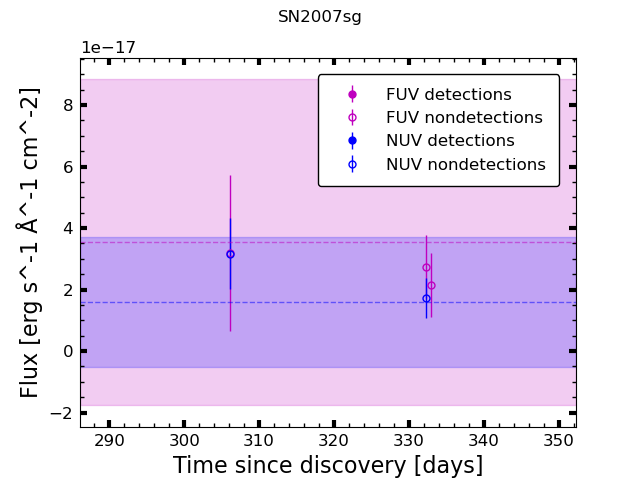 SN2007sg
1e−17
FUV detections
FUV nondetections
NUV detections
NUV nondetections
8
6
4
2
0
−2
Flux [erg s^-1 Å^-1 cm^-2]
290 300 310 320 330 340 350
Time since discovery [days]